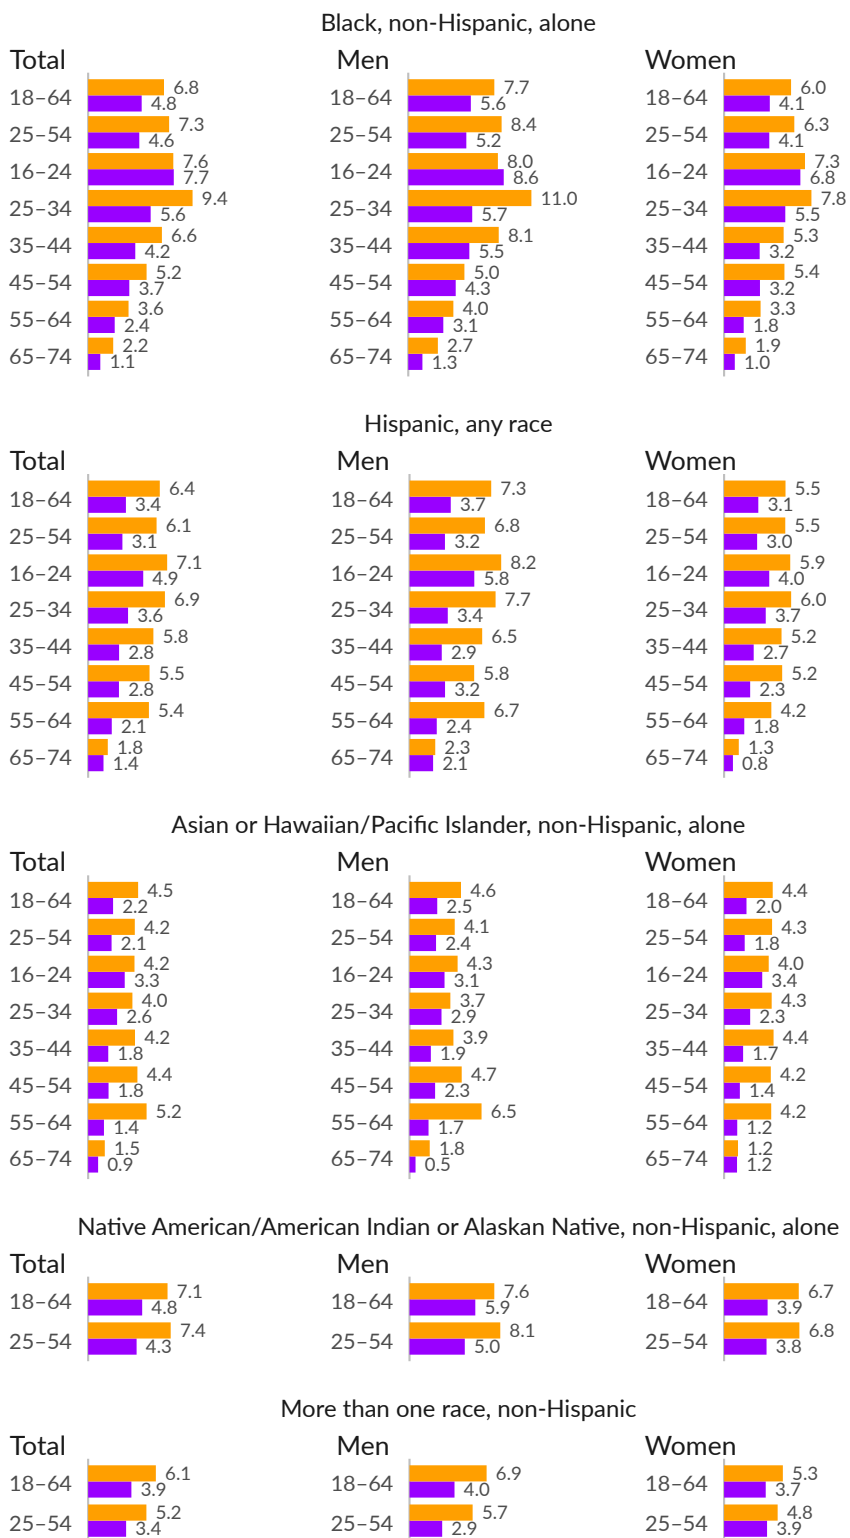 Black, non-Hispanic, alone
Total Men Women
18–64 6.8 4.8 18–64 7.7 5.6 18–64 6.0 4.1
25–54 7.3 4.6 25–54 8.4 5.2 25–54 6.3 4.1
16–24 7.6 7.7 16–24 8.0 8.6 16–24 7.3 6.8
25–34 9.4 5.6 25–34 11.0 5.7 25–34 7.8 5.5
35–44 6.6 4.2 35–44 8.1 5.5 35–44 5.3 3.2
45–54 5.2 3.7 45–54 5.0 4.3 45–54 5.4 3.2
55–64 3.6 2.4 55–64 4.0 3.1 55–64 3.3 1.8
65–74 2.2 1.1 65–74 2.7 1.3 65–74 1.9 1.0
Hispanic, any race
Total Men Women
18–64 6.4 3.4 18–64 7.3 3.7 18–64 5.5 3.1
25–54 6.1 3.1 25–54 6.8 3.2 25–54 5.5 3.0
16–24 7.1 4.9 16–24 8.2 5.8 16–24 5.9 4.0
25–34 6.9 3.6 25–34 7.7 3.4 25–34 6.0 3.7
35–44 5.8 2.8 35–44 6.5 2.9 35–44 5.2 2.7
45–54 5.5 2.8 45–54 5.8 3.2 45–54 5.2 2.3
55–64 5.4 2.1 55–64 6.7 2.4 55–64 4.2 1.8
65–74 1.8 1.4 65–74 2.3 2.1 65–74 1.3 0.8
Asian or Hawaiian/Pacific Islander, non-Hispanic, alone
Total Men Women
18–64 4.5 2.2 18–64 4.6 2.5 18–64 4.4 2.0
25–54 4.2 2.1 25–54 4.1 2.4 25–54 4.3 1.8
16–24 4.2 3.3 16–24 4.3 3.1 16–24 4.0 3.4
25–34 4.0 2.6 25–34 3.7 2.9 25–34 4.3 2.3
35–44 4.2 1.8 35–44 3.9 1.9 35–44 4.4 1.7
45–54 4.4 1.8 45–54 4.7 2.3 45–54 4.2 1.4
55–64 5.2 1.4 55–64 6.5 1.7 55–64 4.2 1.2
65–74 1.5 0.9 65–74 1.8 0.5 65–74 1.2 1.2
Native American/American Indian or Alaskan Native, non-Hispanic, alone
Total Men Women
18–64 7.1 4.8 18–64 7.6 5.9 18–64 6.7 3.9
25–54 7.4 4.3 25–54 8.1 5.0 25–54 6.8 3.8
More than one race, non-Hispanic
Total Men Women
18–64 6.1 3.9 18–64 6.9 4.0 18–64 5.3 3.7
25–54 5.2 3.4 25–54 5.7 2.9 25–54 4.8 3.9